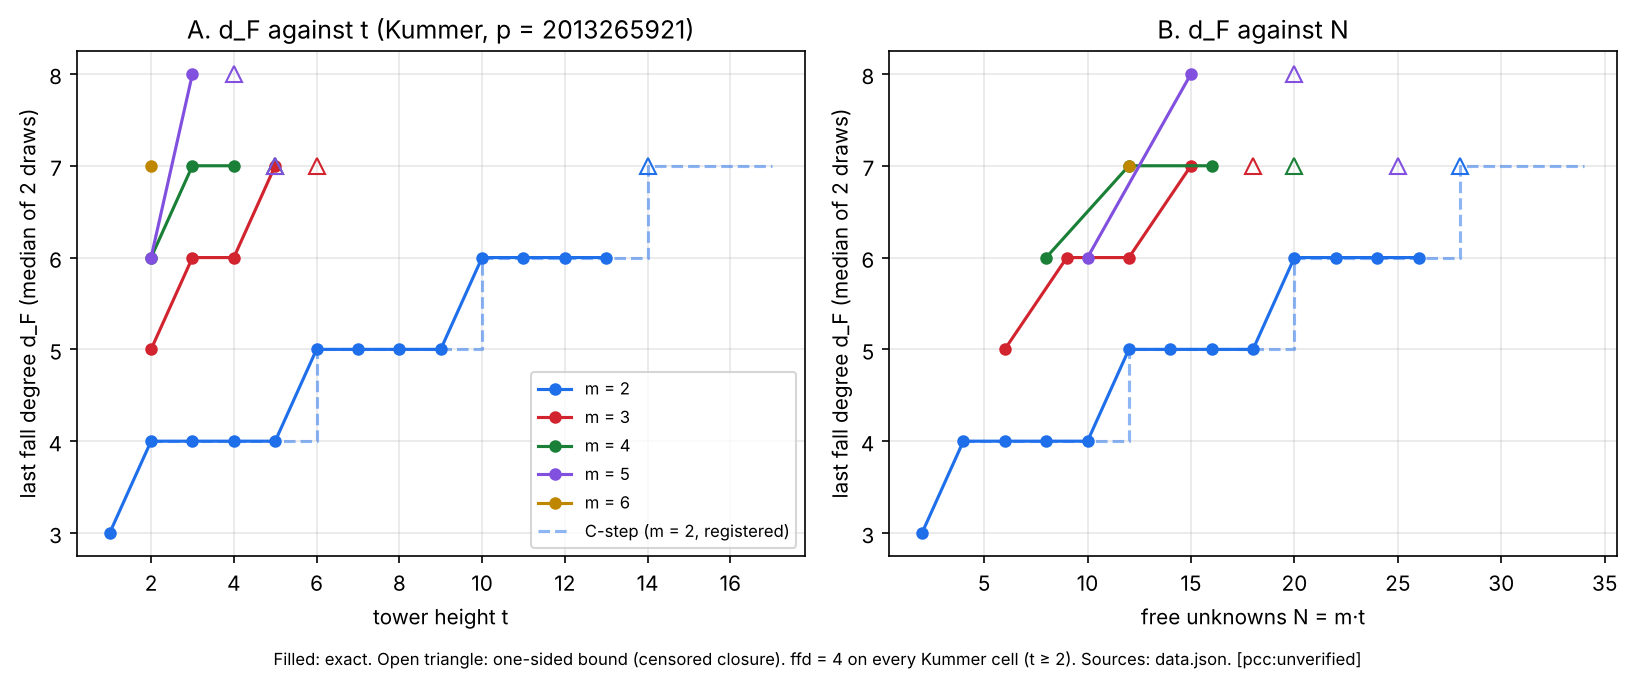 A. d_F against t (Kummer, p = 2013265921)
last fall degree d_F (median of 2 draws)
8
7
6
5
4
3
2
4
6
8
10
12
14
16
tower height t
m = 2
m = 3
m = 4
m = 5
m = 6
C-step (m = 2, registered)
B. d_F against N
last fall degree d_F (median of 2 draws)
8
7
6
5
4
3
5
10
15
20
25
30
35
free unknowns N = m·t
Filled: exact. Open triangle: one-sided bound (censored closure). ffd = 4 on every Kummer cell (t ≥ 2). Sources: data.json. [pcc:unverified]